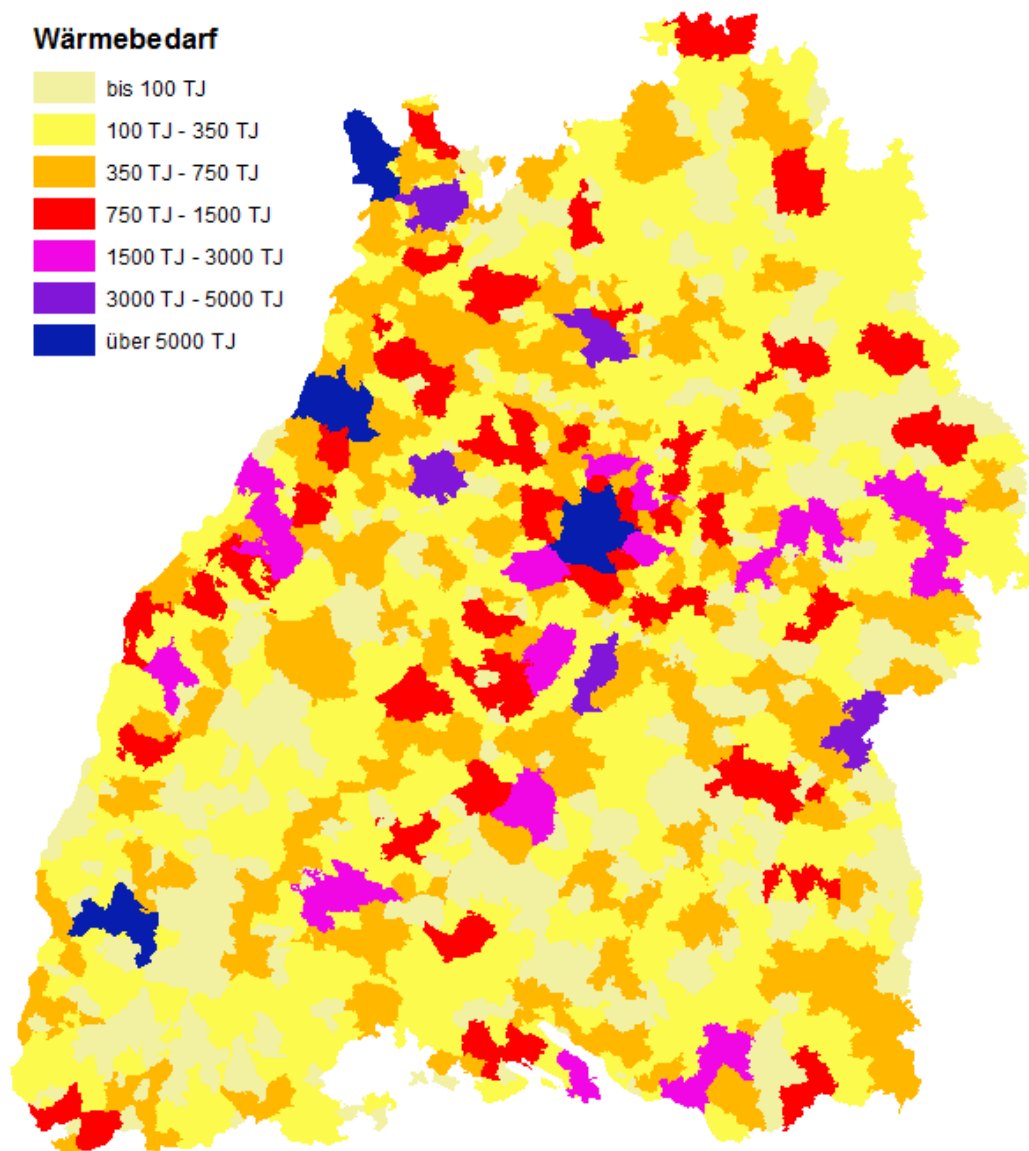 Wärmebedarf
bis 100 TJ
100 TJ - 350 TJ
350 TJ - 750 TJ
750 TJ - 1500 TJ
1500 TJ - 3000 TJ
3000 TJ - 5000 TJ
über 5000 TJ